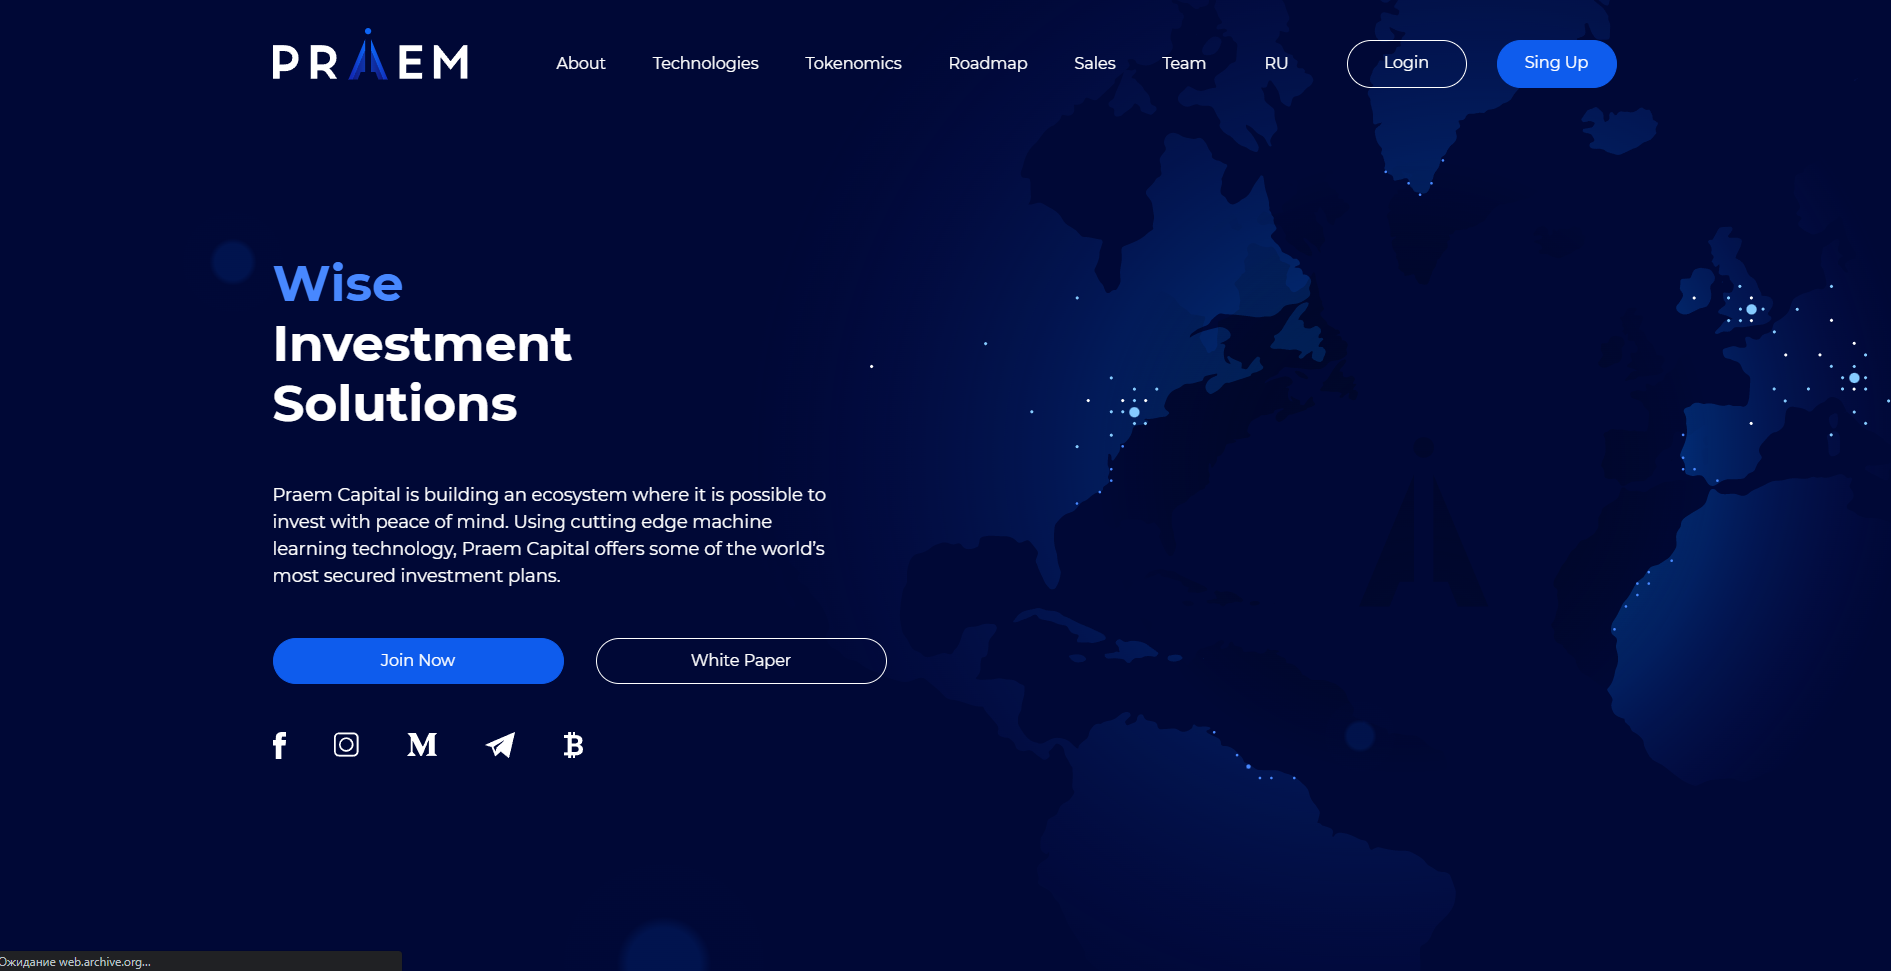 PRAEM
About
Technologies
Tokenomics
Roadmap
Sales
Team
RU
Login
Sing Up
Wise
Investment
Solutions
Praem Capital is building an ecosystem where it is possible to
invest with peace of mind. Using cutting edge machine
learning technology, Praem Capital offers some of the world’s
most secured investment plans.
Join Now
White Paper
Ожидание web.archive.org...